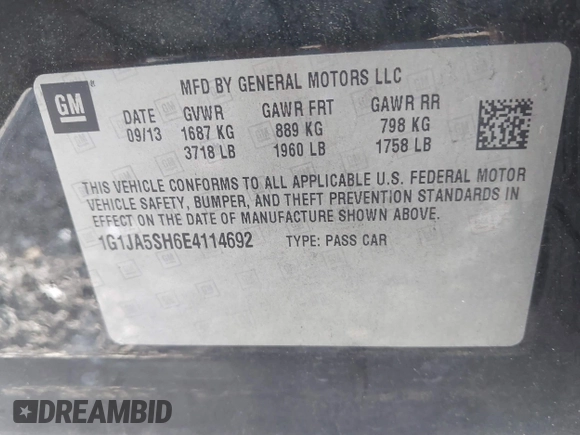 GM
MFD BY GENERAL MOTORS LLC
DATE GVWR GAWR FRT GAWR RR
09/13 1687 KG 889 KG 798 KG
3718 LB 1960 LB 1758 LB
THIS VEHICLE CONFORMS TO ALL APPLICABLE U.S. FEDERAL MOTOR
VEHICLE SAFETY, BUMPER, AND THEFT PREVENTION STANDARDS IN
EFFECT ON THE DATE OF MANUFACTURE SHOWN ABOVE.
1G1JA5SH6E4114692 TYPE: PASS CAR
DREAMBID